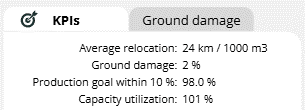 KPIs
Ground damage
Average relocation: 24 km / 1000 m3
Ground damage: 2 %
Production goal within 10 %: 98.0 %
Capacity utilization: 101 %